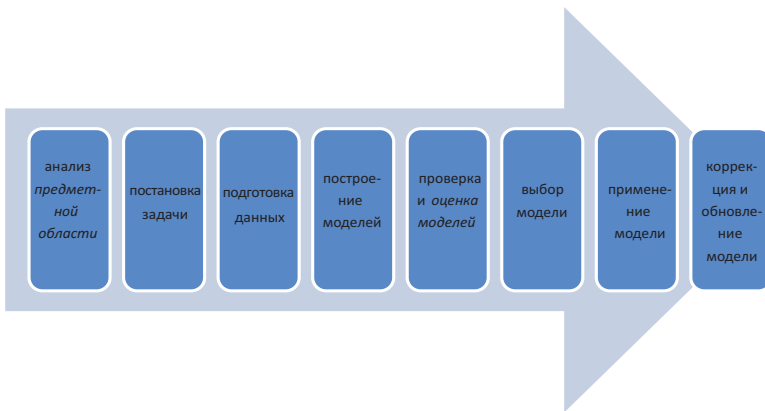 анализ
предмет-
ной
области
постановка
задачи
подготовка
данных
построе-
ние
моделей
проверка
и оценка
моделей
выбор
модели
примене-
ние
модели
коррек-
ция и
обновле-
ние
модели